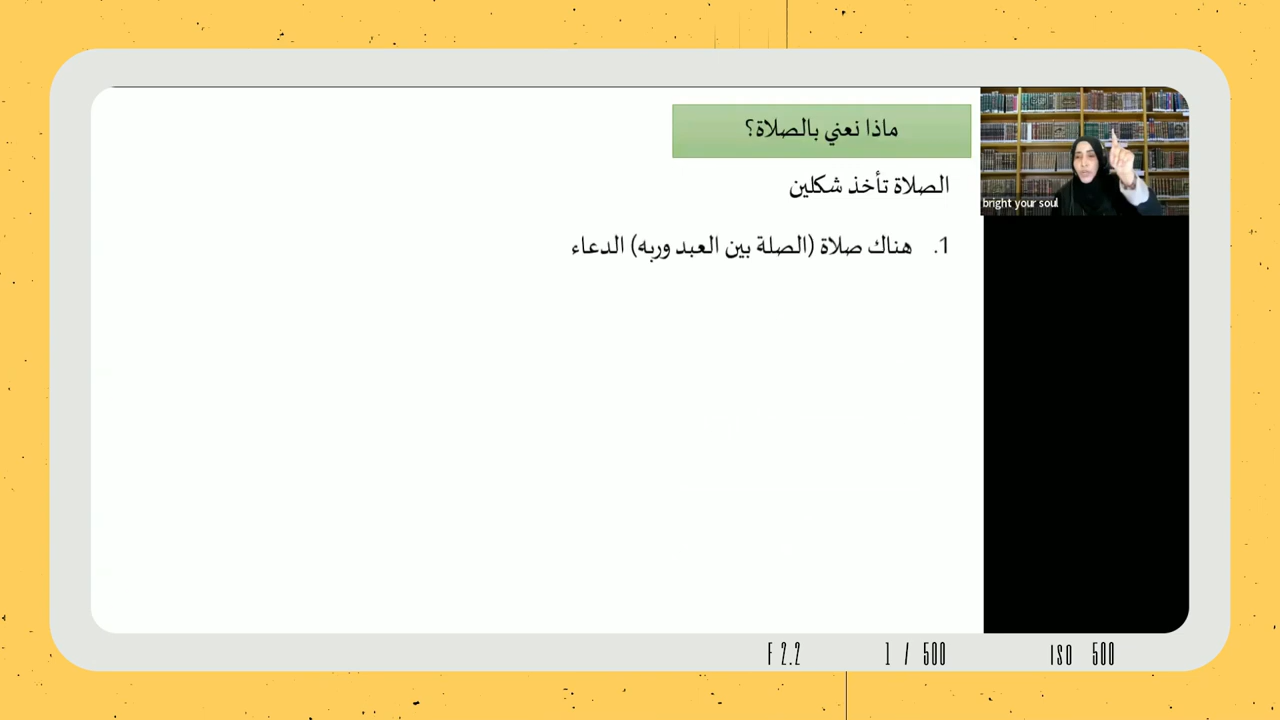 ماذا نعني بالصلاة؟
الصلاة تأخذ شكلين
1. هناك صلاة (الصلة بين العبد وربه) الدعاء
bright your soul
F 2.2 1 / 500 ISO 500